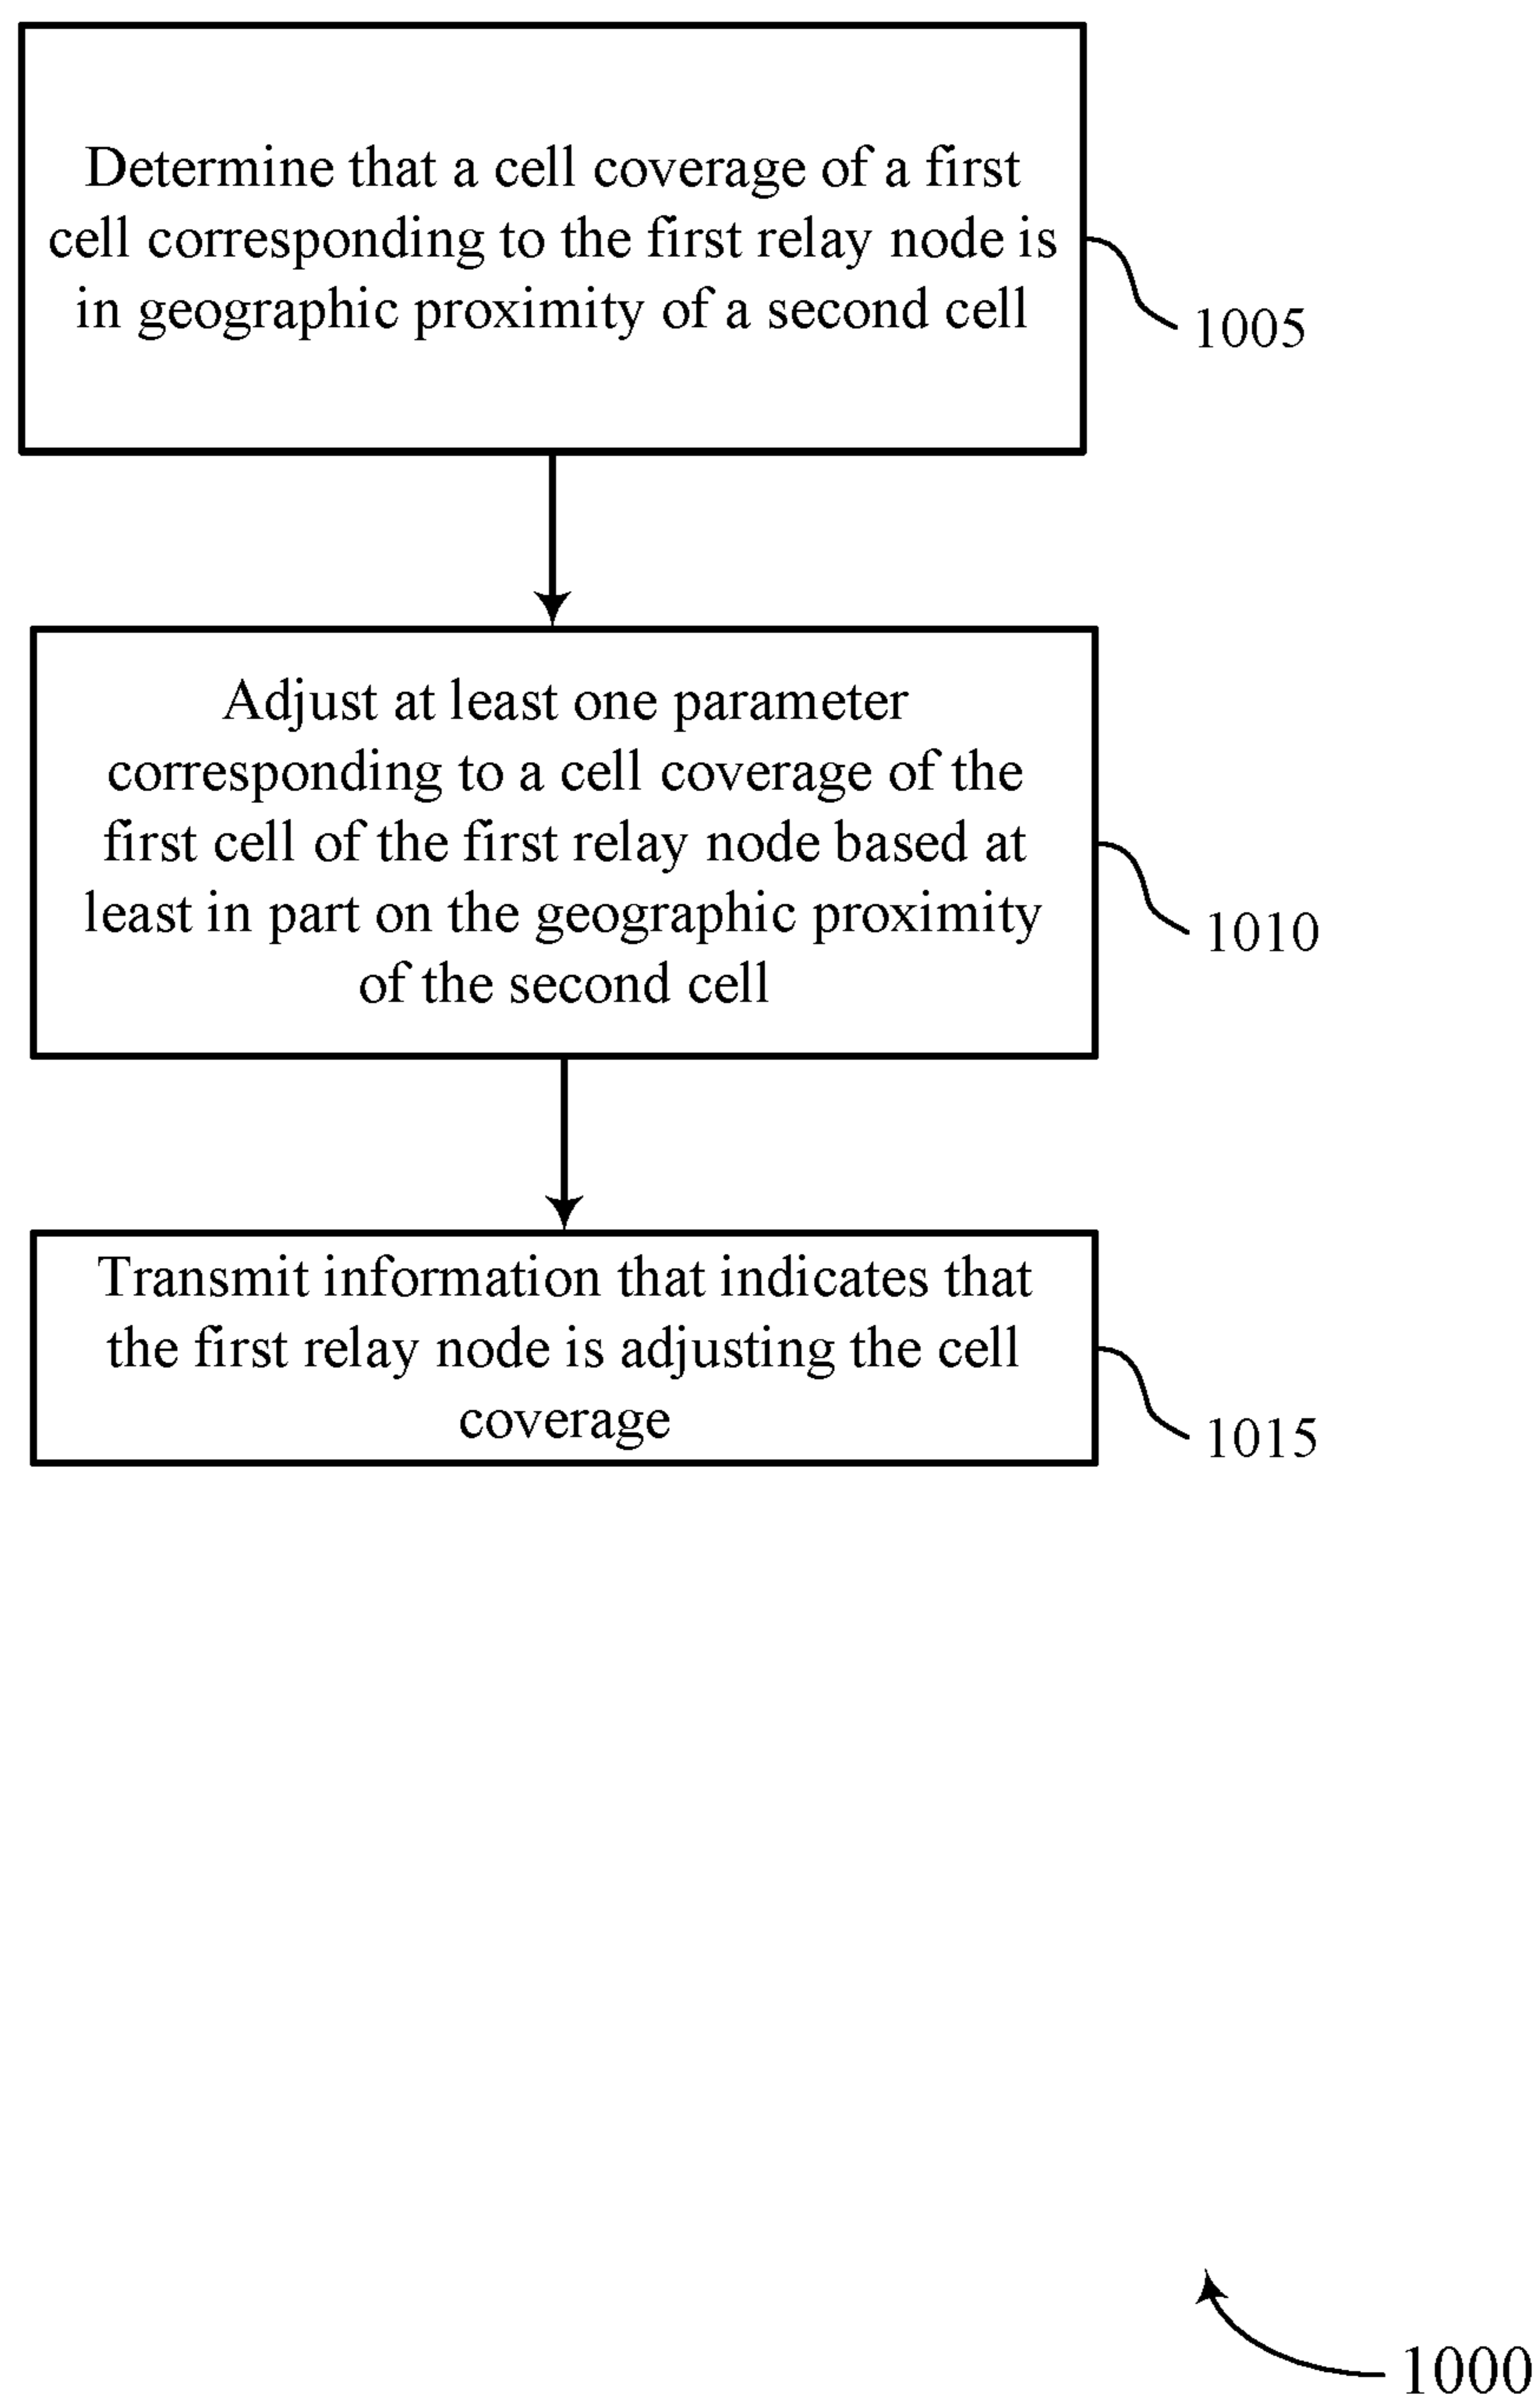 Determine that a cell coverage of a first
cell corresponding to the first relay node is
in geographic proximity of a second cell
1005
Adjust at least one parameter
corresponding to a cell coverage of the
first cell of the first relay node based at
least in part on the geographic proximity
of the second cell
1010
Transmit information that indicates that
the first relay node is adjusting the cell
coverage
1015
1000